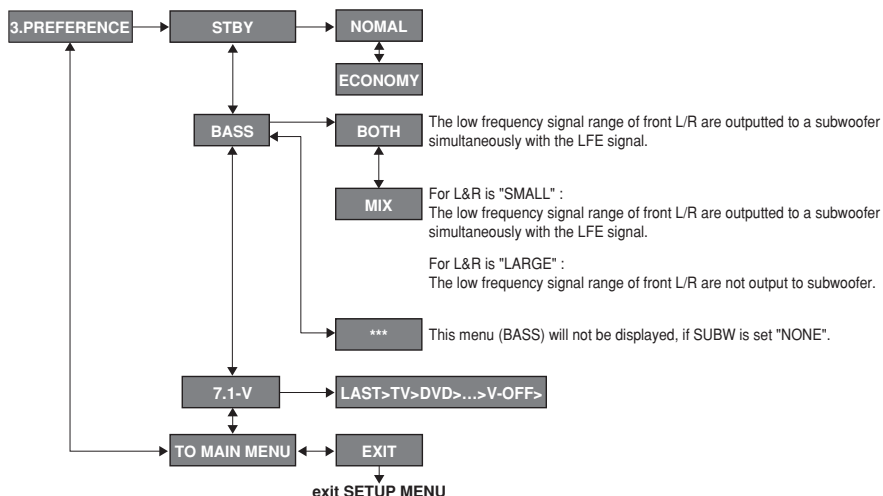 3.PREFERENCE
STBY
NOMAL
ECONOMY
BASS
BOTH
The low frequency signal range of front L/R are outputted to a subwoofer
simultaneously with the LFE signal.
MIX
For L&R is "SMALL" :
The low frequency signal range of front L/R are outputted to a subwoofer
simultaneously with the LFE signal.
For L&R is "LARGE" :
The low frequency signal range of front L/R are not output to subwoofer.
***
This menu (BASS) will not be displayed, if SUBW is set "NONE".
7.1-V
LAST>TV>DVD>...>V-OFF>
TO MAIN MENU
EXIT
exit SETUP MENU